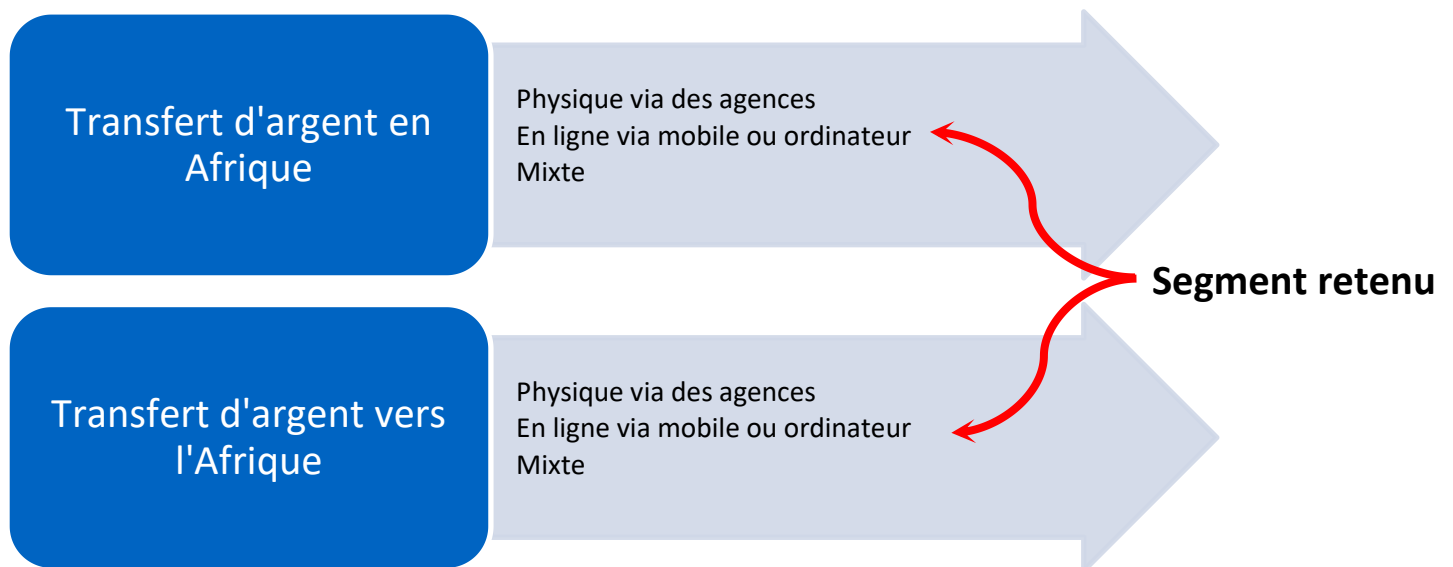 Transfert d'argent en
Afrique
Physique via des agences
En ligne via mobile ou ordinateur
Mixte
Segment retenu
Transfert d'argent vers
l'Afrique
Physique via des agences
En ligne via mobile ou ordinateur
Mixte